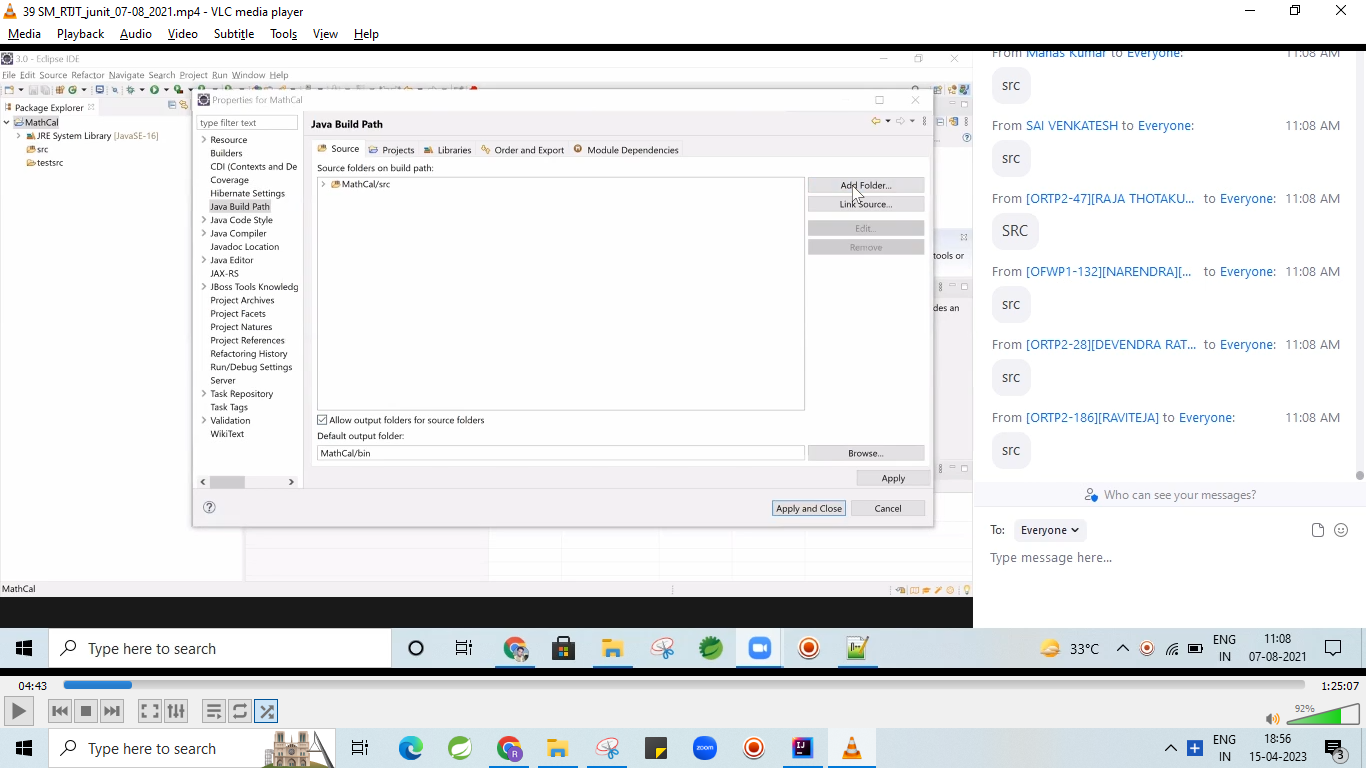 39 SM_RTJT_junit_07-08_2021.mp4 - VLC media player
Media Playback Audio Video Subtitle Tools View Help
3.0 - Eclipse IDE
File Edit Source Refactor Navigate Search Project Run Window Help
Package Explorer
MathCal
JRE System Library [JavaSE-16]
src
testsrc
Properties for MathCal
type filter text
Resource
Builders
CDI (Contexts and De
Coverage
Hibernate Settings
Java Build Path
Java Code Style
Java Compiler
Javadoc Location
Java Editor
JAX-RS
JBoss Tools Knowledg
Project Archives
Project Facets
Project Natures
Project References
Refactoring History
Run/Debug Settings
Server
Task Repository
Task Tags
Validation
WikiText
Java Build Path
Source Projects Libraries Order and Export Module Dependencies
Source folders on build path:
MathCal/src
Add Folder...
Link Source...
Edit...
Remove
Allow output folders for source folders
Default output folder:
MathCal/bin
Browse...
Apply
Apply and Close Cancel
tools or
des an
MathCal
From Manas Kumar to Everyone: 11:08 AM
src
From SAI VENKATESH to Everyone: 11:08 AM
src
From [ORTP2-47][RAJA THOTAKU... to Everyone: 11:08 AM
SRC
From [OFWP1-132][NARENDRA][... to Everyone: 11:08 AM
src
From [ORTP2-28][DEVENDRA RAT... to Everyone: 11:08 AM
src
From [ORTP2-186][RAVITEJA] to Everyone: 11:08 AM
src
Who can see your messages?
To: Everyone
Type message here...
Type here to search
zoom
33°C
ENG
IN
11:08
07-08-2021
04:43
1:25:07
92%
Type here to search
ENG
IN
18:56
15-04-2023
3